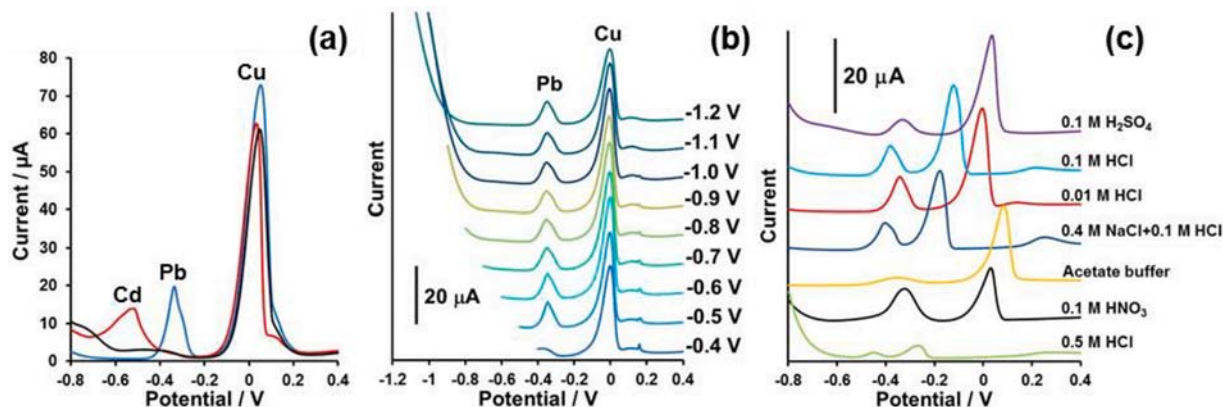 (a)
80
70
60
50
40
30
20
10
0
Current / μA
Cd
Pb
Cu
-0.8 -0.6 -0.4 -0.2 0 0.2 0.4
Potential / V
(b)
Pb
Cu
Current
20 μA
-1.2 V
-1.1 V
-1.0 V
-0.9 V
-0.8 V
-0.7 V
-0.6 V
-0.5 V
-0.4 V
-1.2 -1 -0.8 -0.6 -0.4 -0.2 0 0.2 0.4
Potential / V
(c)
20 μA
Current
0.1 M H₂SO₄
0.1 M HCl
0.01 M HCl
0.4 M NaCl+0.1 M HCl
Acetate buffer
0.1 M HNO₃
0.5 M HCl
-0.8 -0.6 -0.4 -0.2 0 0.2 0.4
Potential / V